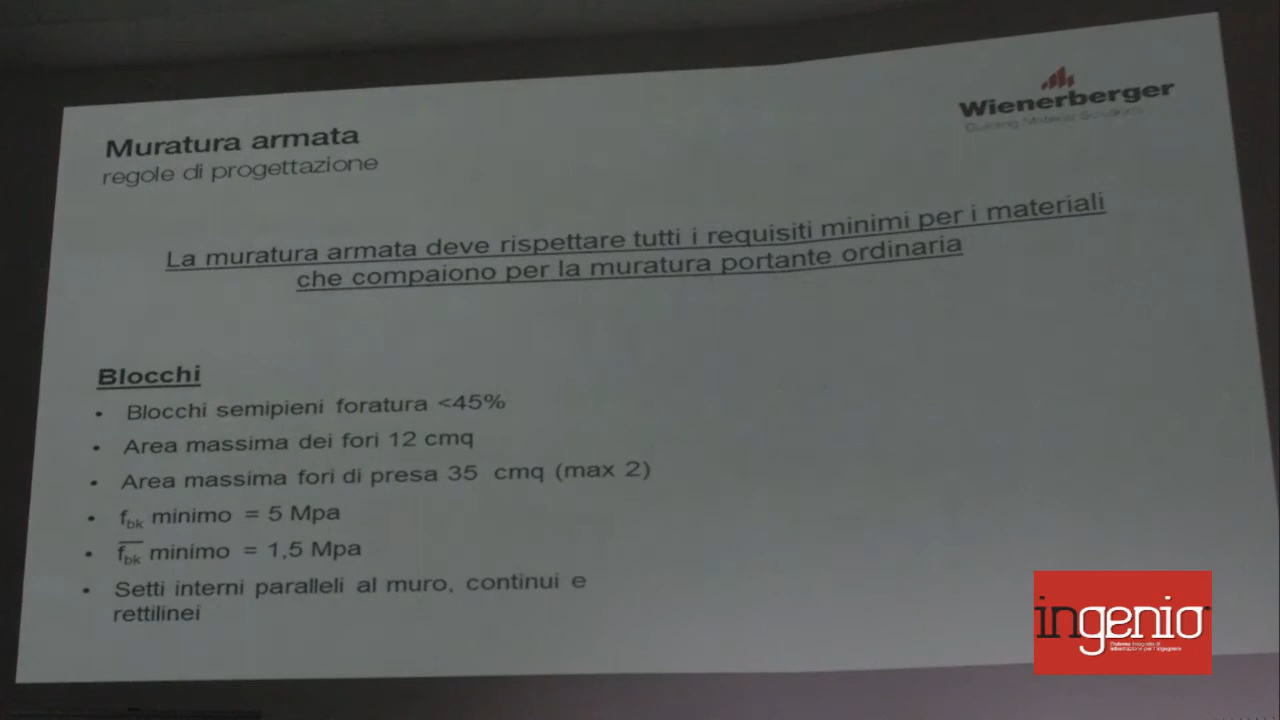 Wienerberger
Building Material Solutions
Muratura armata
regole di progettazione
La muratura armata deve rispettare tutti i requisiti minimi per i materiali
che compaiono per la muratura portante ordinaria
Blocchi
• Blocchi semipieni foratura <45%
• Area massima dei fori 12 cmq
• Area massima fori di presa 35 cmq (max 2)
• fbk minimo = 5 Mpa
• f̅bk minimo = 1,5 Mpa
• Setti interni paralleli al muro, continui e
rettilinei
ingenio